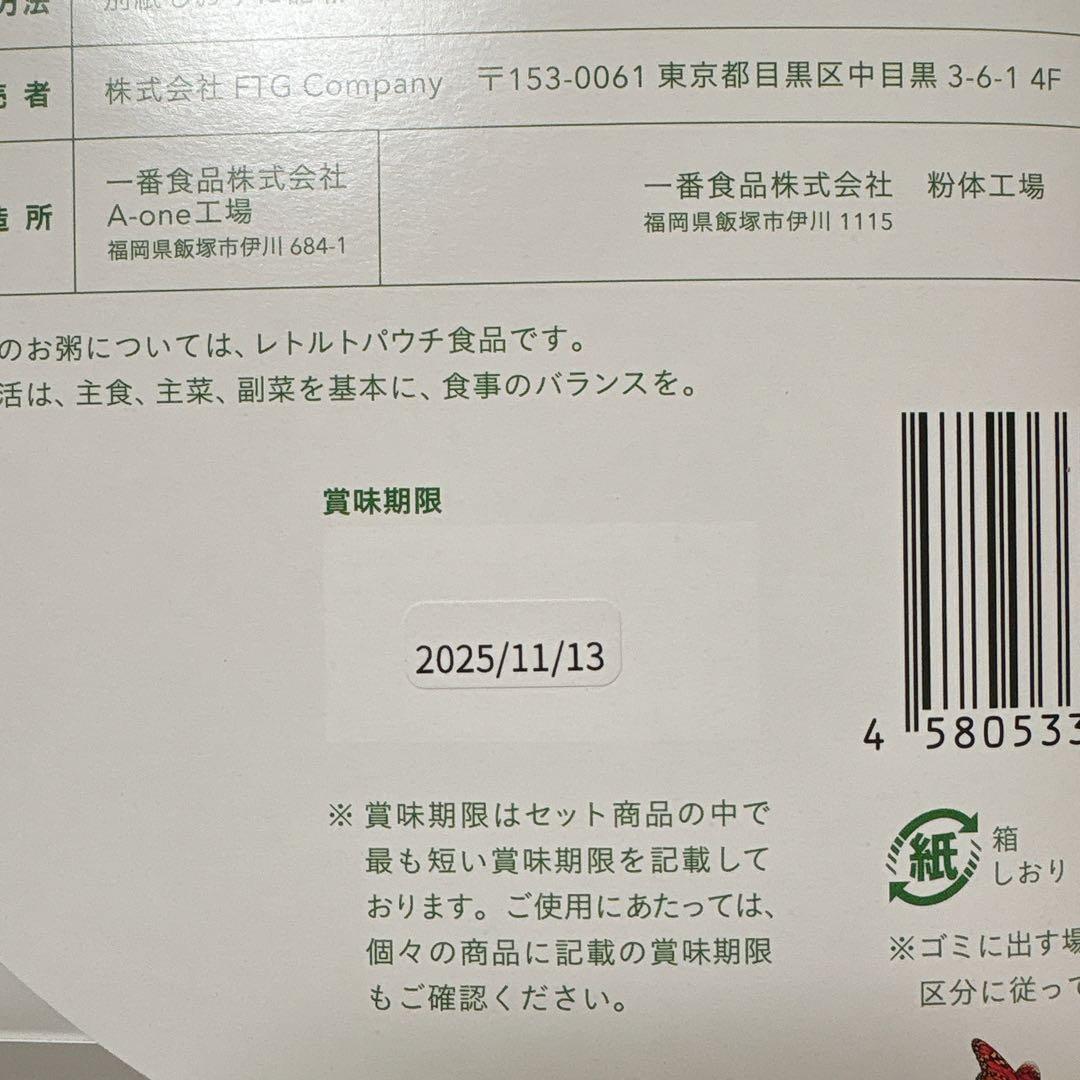 方法
売者 株式会社 FTG Company 〒153-0061 東京都目黒区中目黒 3-6-1 4F
造所
一番食品株式会社
A-one工場
福岡県飯塚市伊川 684-1
一番食品株式会社 粉体工場
福岡県飯塚市伊川 1115
のお粥については、レトルトパウチ食品です。
活は、主食、主菜、副菜を基本に、食事のバランスを。
賞味期限
2025/11/13
※ 賞味期限はセット商品の中で
最も短い賞味期限を記載して
おります。ご使用にあたっては、
個々の商品に記載の賞味期限
もご確認ください。
4 580533
紙 箱
しおり
※ゴミに出す場
区分に従って